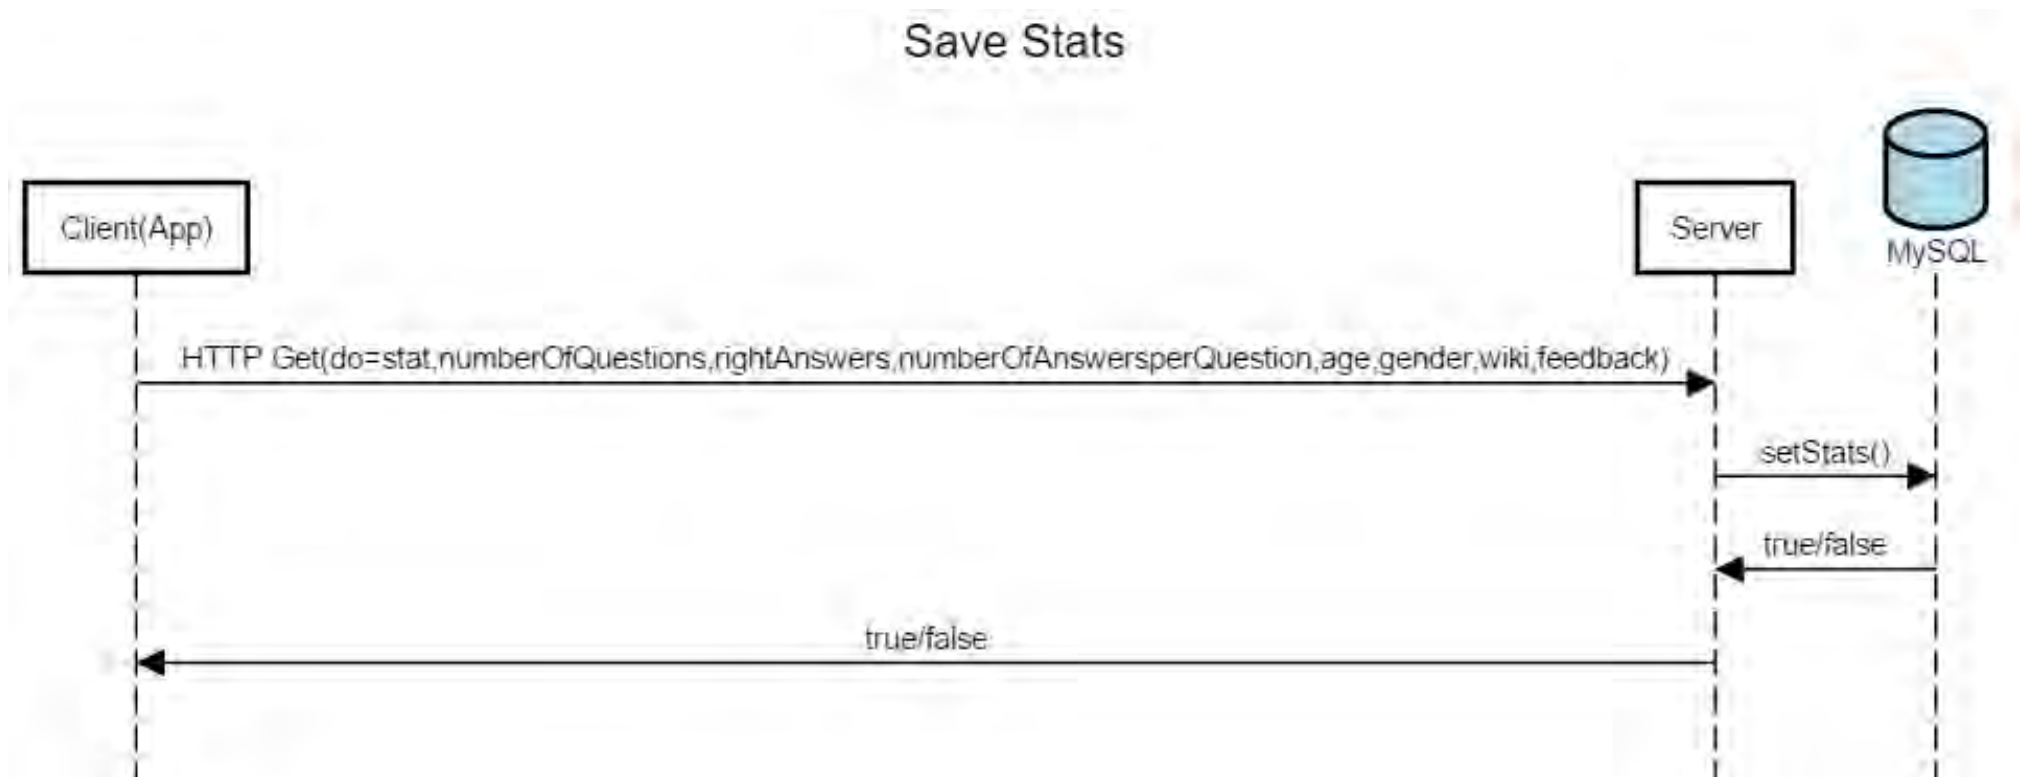 Save Stats
Client(App)
Server
MySQL
HTTP Get(do=stat,numberOfQuestions,rightAnswers,numberOfAnswersperQuestion,age,gender,wiki,feedback)
setStats()
true/false
true/false